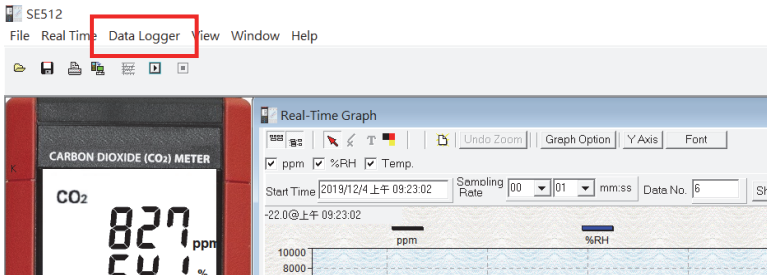 SE512
File Real Time Data Logger View Window Help
Real-Time Graph
T Undo Zoom Graph Option Y Axis Font
ppm %RH Temp.
Start Time 2019/12/4 上午 09:23:02 Sampling Rate 00 01 mm:ss Data No. 6 Sh
-22.0@上午 09:23:02
ppm %RH
10000
8000
K
CARBON DIOXIDE (CO2) METER
CO2
827 ppm
%